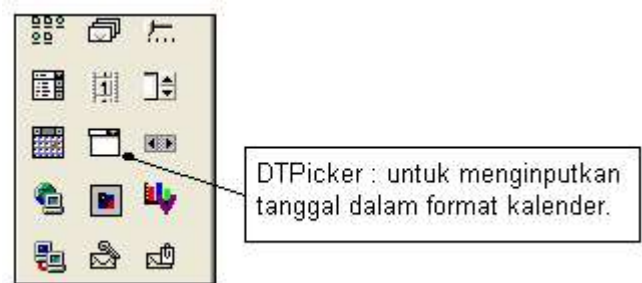 DTPicker : untuk menginputkan
tanggal dalam format kalender.